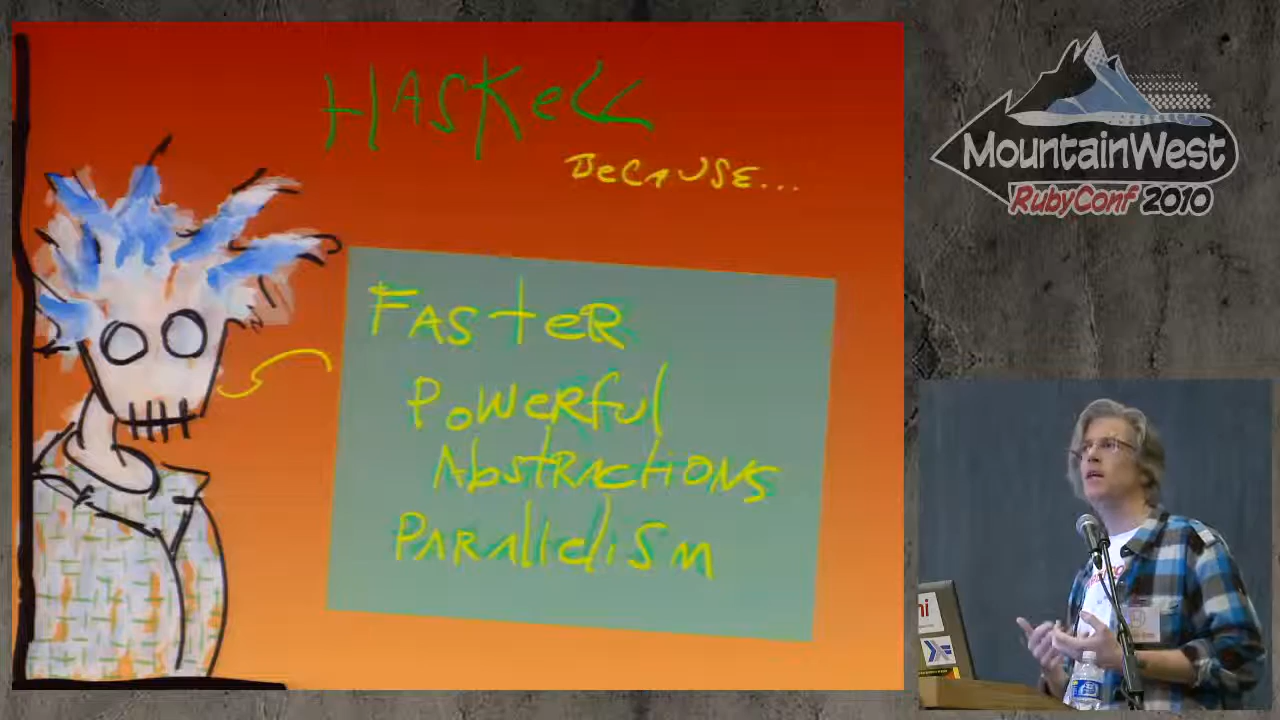 HASKeLL
BeCAUSE...
FASteR
Powerful
AbstRActiONS
PARallelism
MountainWest
RubyConf 2010